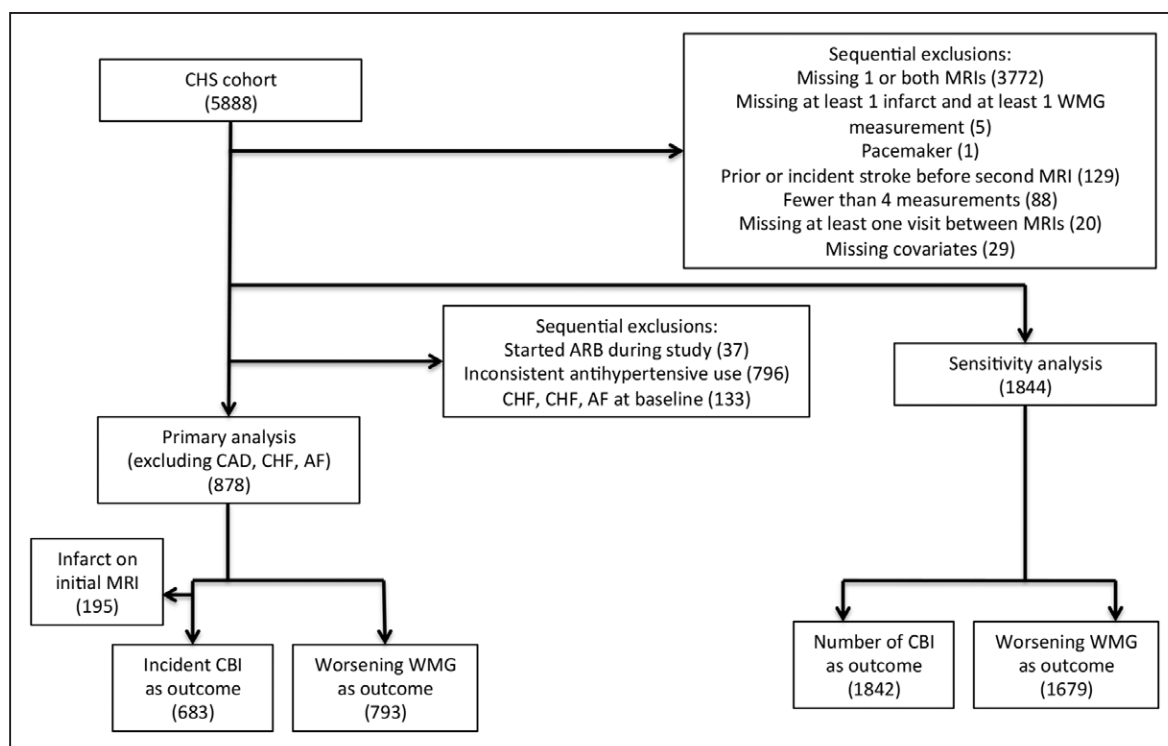 CHS cohort
(5888)
Sequential exclusions:
Missing 1 or both MRIs (3772)
Missing at least 1 infarct and at least 1 WMG
measurement (5)
Pacemaker (1)
Prior or incident stroke before second MRI (129)
Fewer than 4 measurements (88)
Missing at least one visit between MRIs (20)
Missing covariates (29)
Sequential exclusions:
Started ARB during study (37)
Inconsistent antihypertensive use (796)
CHF, CHF, AF at baseline (133)
Sensitivity analysis
(1844)
Primary analysis
(excluding CAD, CHF, AF)
(878)
Infarct on
initial MRI
(195)
Incident CBI
as outcome
(683)
Worsening WMG
as outcome
(793)
Number of CBI
as outcome
(1842)
Worsening WMG
as outcome
(1679)